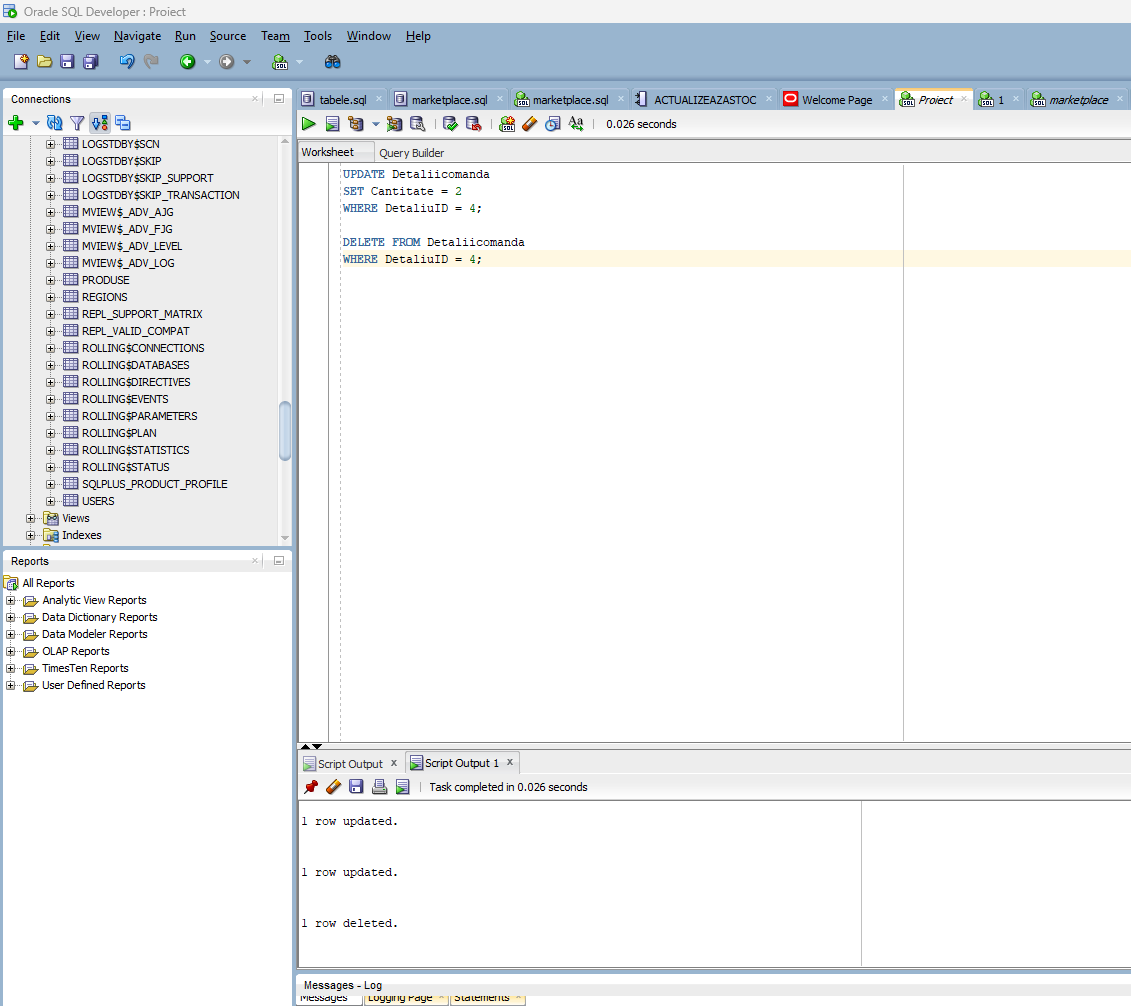 Oracle SQL Developer : Proiect
File Edit View Navigate Run Source Team Tools Window Help
Connections
LOGSTDBY$SCN
LOGSTDBY$SKIP
LOGSTDBY$SKIP_SUPPORT
LOGSTDBY$SKIP_TRANSACTION
MVIEW$_ADV_AJG
MVIEW$_ADV_FJG
MVIEW$_ADV_LEVEL
MVIEW$_ADV_LOG
PRODUSE
REGIONS
REPL_SUPPORT_MATRIX
REPL_VALID_COMPAT
ROLLING$CONNECTIONS
ROLLING$DATABASES
ROLLING$DIRECTIVES
ROLLING$EVENTS
ROLLING$PARAMETERS
ROLLING$PLAN
ROLLING$STATISTICS
ROLLING$STATUS
SQLPLUS_PRODUCT_PROFILE
USERS
Views
Indexes
Reports
All Reports
Analytic View Reports
Data Dictionary Reports
Data Modeler Reports
OLAP Reports
TimesTen Reports
User Defined Reports
tabele.sql marketplace.sql marketplace.sql ACTUALIZEAZASTOC Welcome Page Proiect 1 marketplace
0.026 seconds
Worksheet Query Builder
UPDATE Detaliicomanda
SET Cantitate = 2
WHERE DetaliuID = 4;
DELETE FROM Detaliicomanda
WHERE DetaliuID = 4;
Script Output Script Output 1
Task completed in 0.026 seconds
1 row updated.
1 row updated.
1 row deleted.
Messages - Log
Messages Logging Page Statements